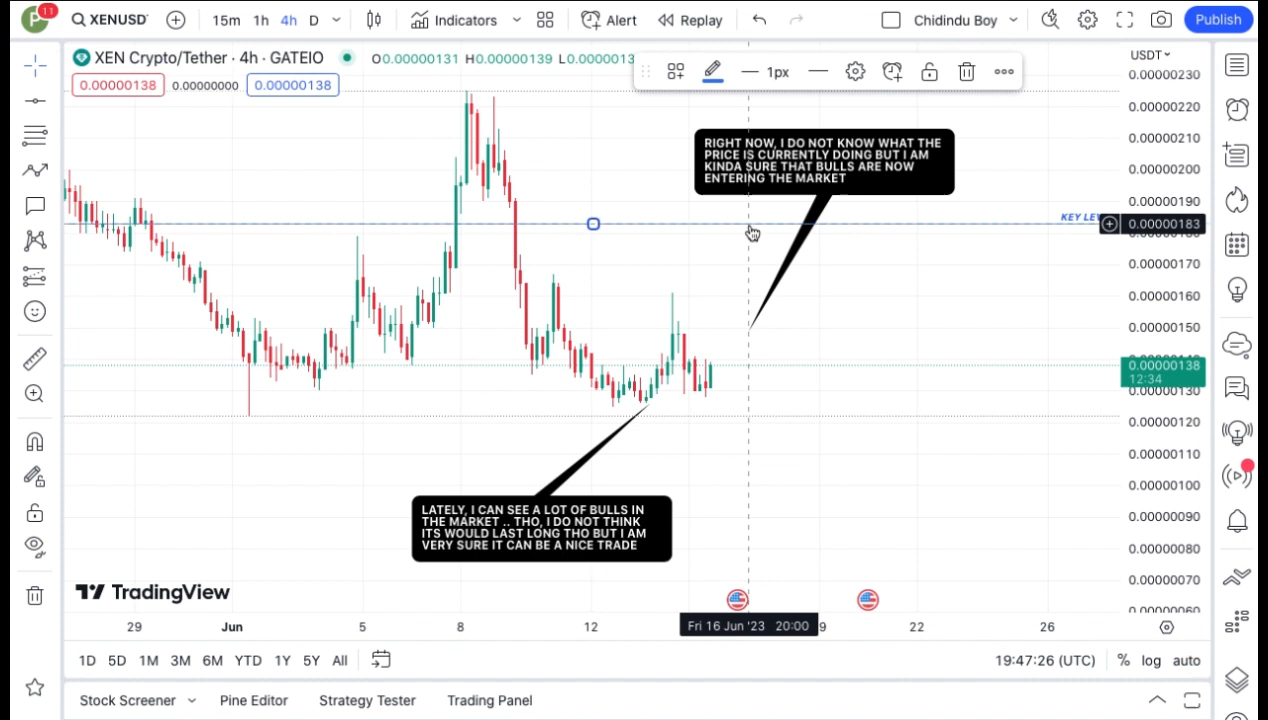 P
11
XENUSD
15m 1h 4h D
Indicators
Alert
Replay
Chidindu Boy
Publish
XEN Crypto/Tether · 4h · GATEIO
O0.00000131 H0.00000139 L0.0000013
1px
USDT
0.00000138 0.00000000 0.00000138
0.00000230
0.00000220
0.00000210
0.00000200
0.00000190
KEY LEV
0.00000183
0.00000170
0.00000160
0.00000150
0.00000138
12:34
0.00000130
0.00000120
0.00000110
0.00000100
0.00000090
0.00000080
0.00000070
0.00000060
RIGHT NOW, I DO NOT KNOW WHAT THE
PRICE IS CURRENTLY DOING BUT I AM
KINDA SURE THAT BULLS ARE NOW
ENTERING THE MARKET
LATELY, I CAN SEE A LOT OF BULLS IN
THE MARKET .. THO, I DO NOT THINK
ITS WOULD LAST LONG THO BUT I AM
VERY SURE IT CAN BE A NICE TRADE
TradingView
29 Jun 5 8 12 Fri 16 Jun '23 20:00 9 22 26
1D 5D 1M 3M 6M YTD 1Y 5Y All
19:47:26 (UTC) % log auto
Stock Screener Pine Editor Strategy Tester Trading Panel